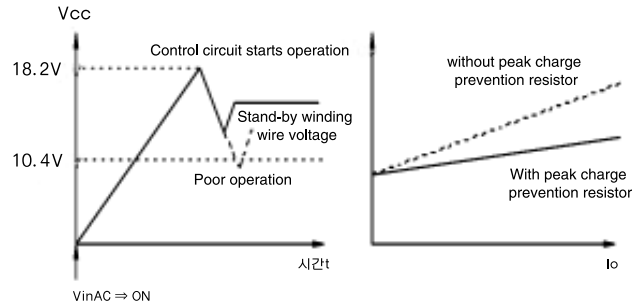 Vcc
Control circuit starts operation
18.2V
without peak charge
prevention resistor
Stand-by winding
wire voltage
10.4V
Poor operation
With peak charge
prevention resistor
시간t
Io
VinAC ⇒ ON